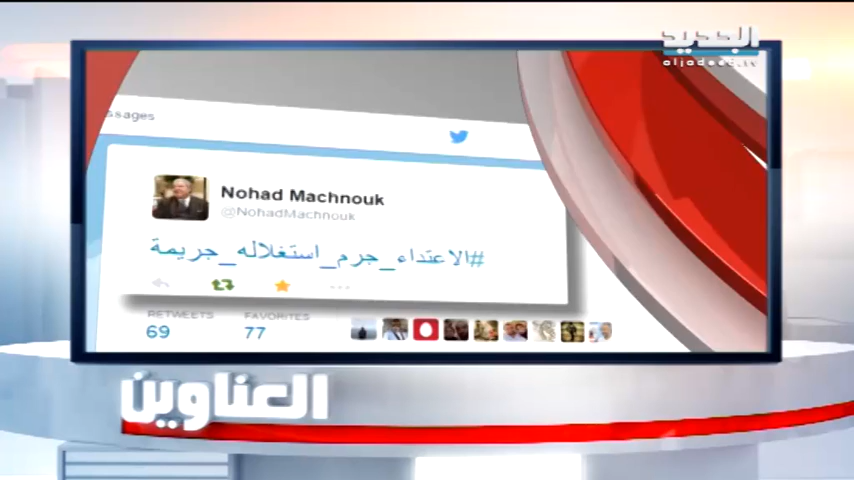 الجديد
aljadeed.tv
ssages
Nohad Machnouk
@NohadMachnouk
#الاعتداء_جرم_استغلاله_جريمة
RETWEETS FAVORITES
69 77
العناوين